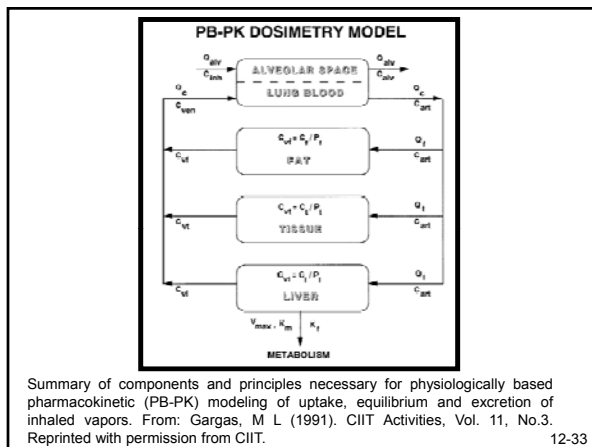 PB-PK DOSIMETRY MODEL
Q_alv
C_inh
ALVEOLAR SPACE
LUNG BLOOD
Q_alv
C_alv
Q_c
C_ven
Q_c
C_art
C_vf = C_f / P_f
FAT
C_vf
Q_f
C_art
C_vt = C_t / P_t
TISSUE
C_vt
Q_t
C_art
C_vl = C_l / P_l
LIVER
C_vl
Q_l
C_art
V_max, K_m
K_f
METABOLISM
Summary of components and principles necessary for physiologically based
pharmacokinetic (PB-PK) modeling of uptake, equilibrium and excretion of
inhaled vapors. From: Gargas, M L (1991). CIIT Activities, Vol. 11, No.3.
Reprinted with permission from CIIT.
12-33